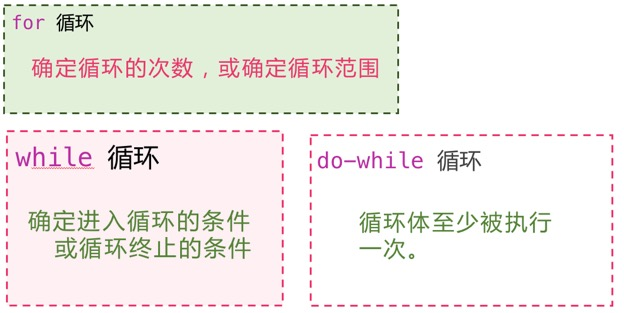 for 循环
确定循环的次数，或确定循环范围
while 循环
确定进入循环的条件
或循环终止的条件
do-while 循环
循环体至少被执行
一次。